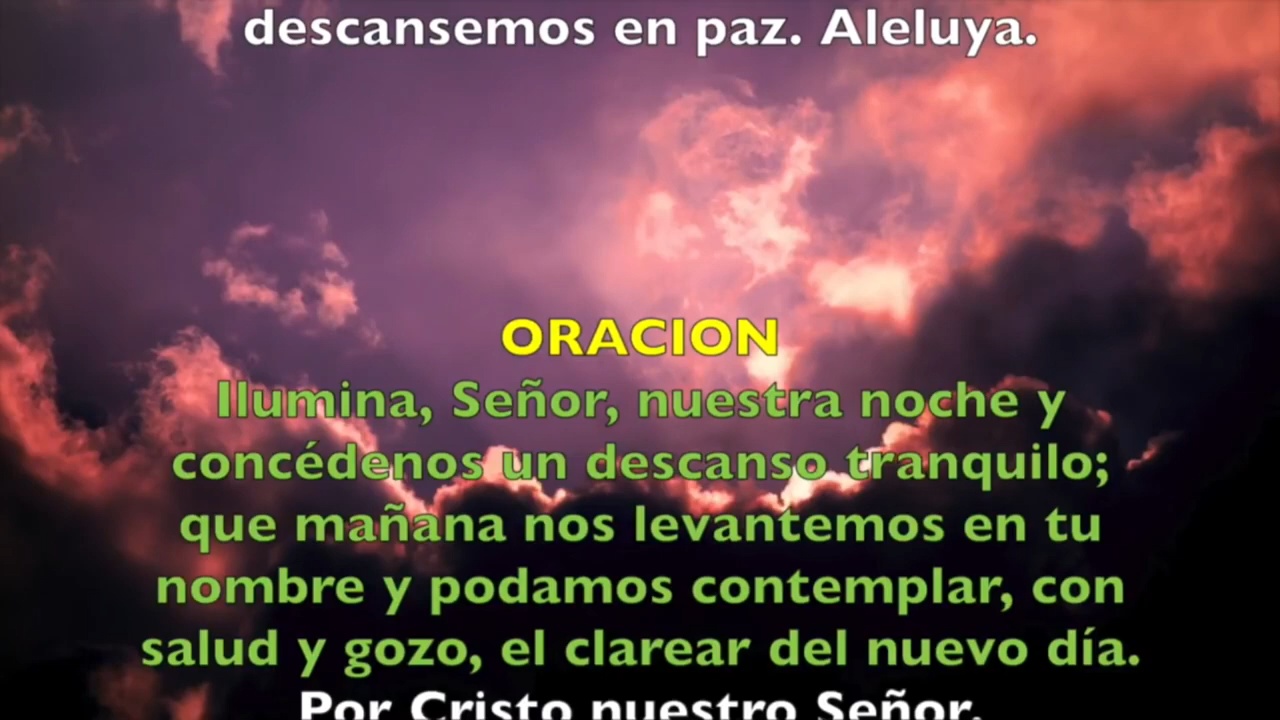 descansemos en paz. Aleluya.
ORACION
Ilumina, Señor, nuestra noche y
concédenos un descanso tranquilo;
que mañana nos levantemos en tu
nombre y podamos contemplar, con
salud y gozo, el clarear del nuevo día.
Por Cristo nuestro Señor.